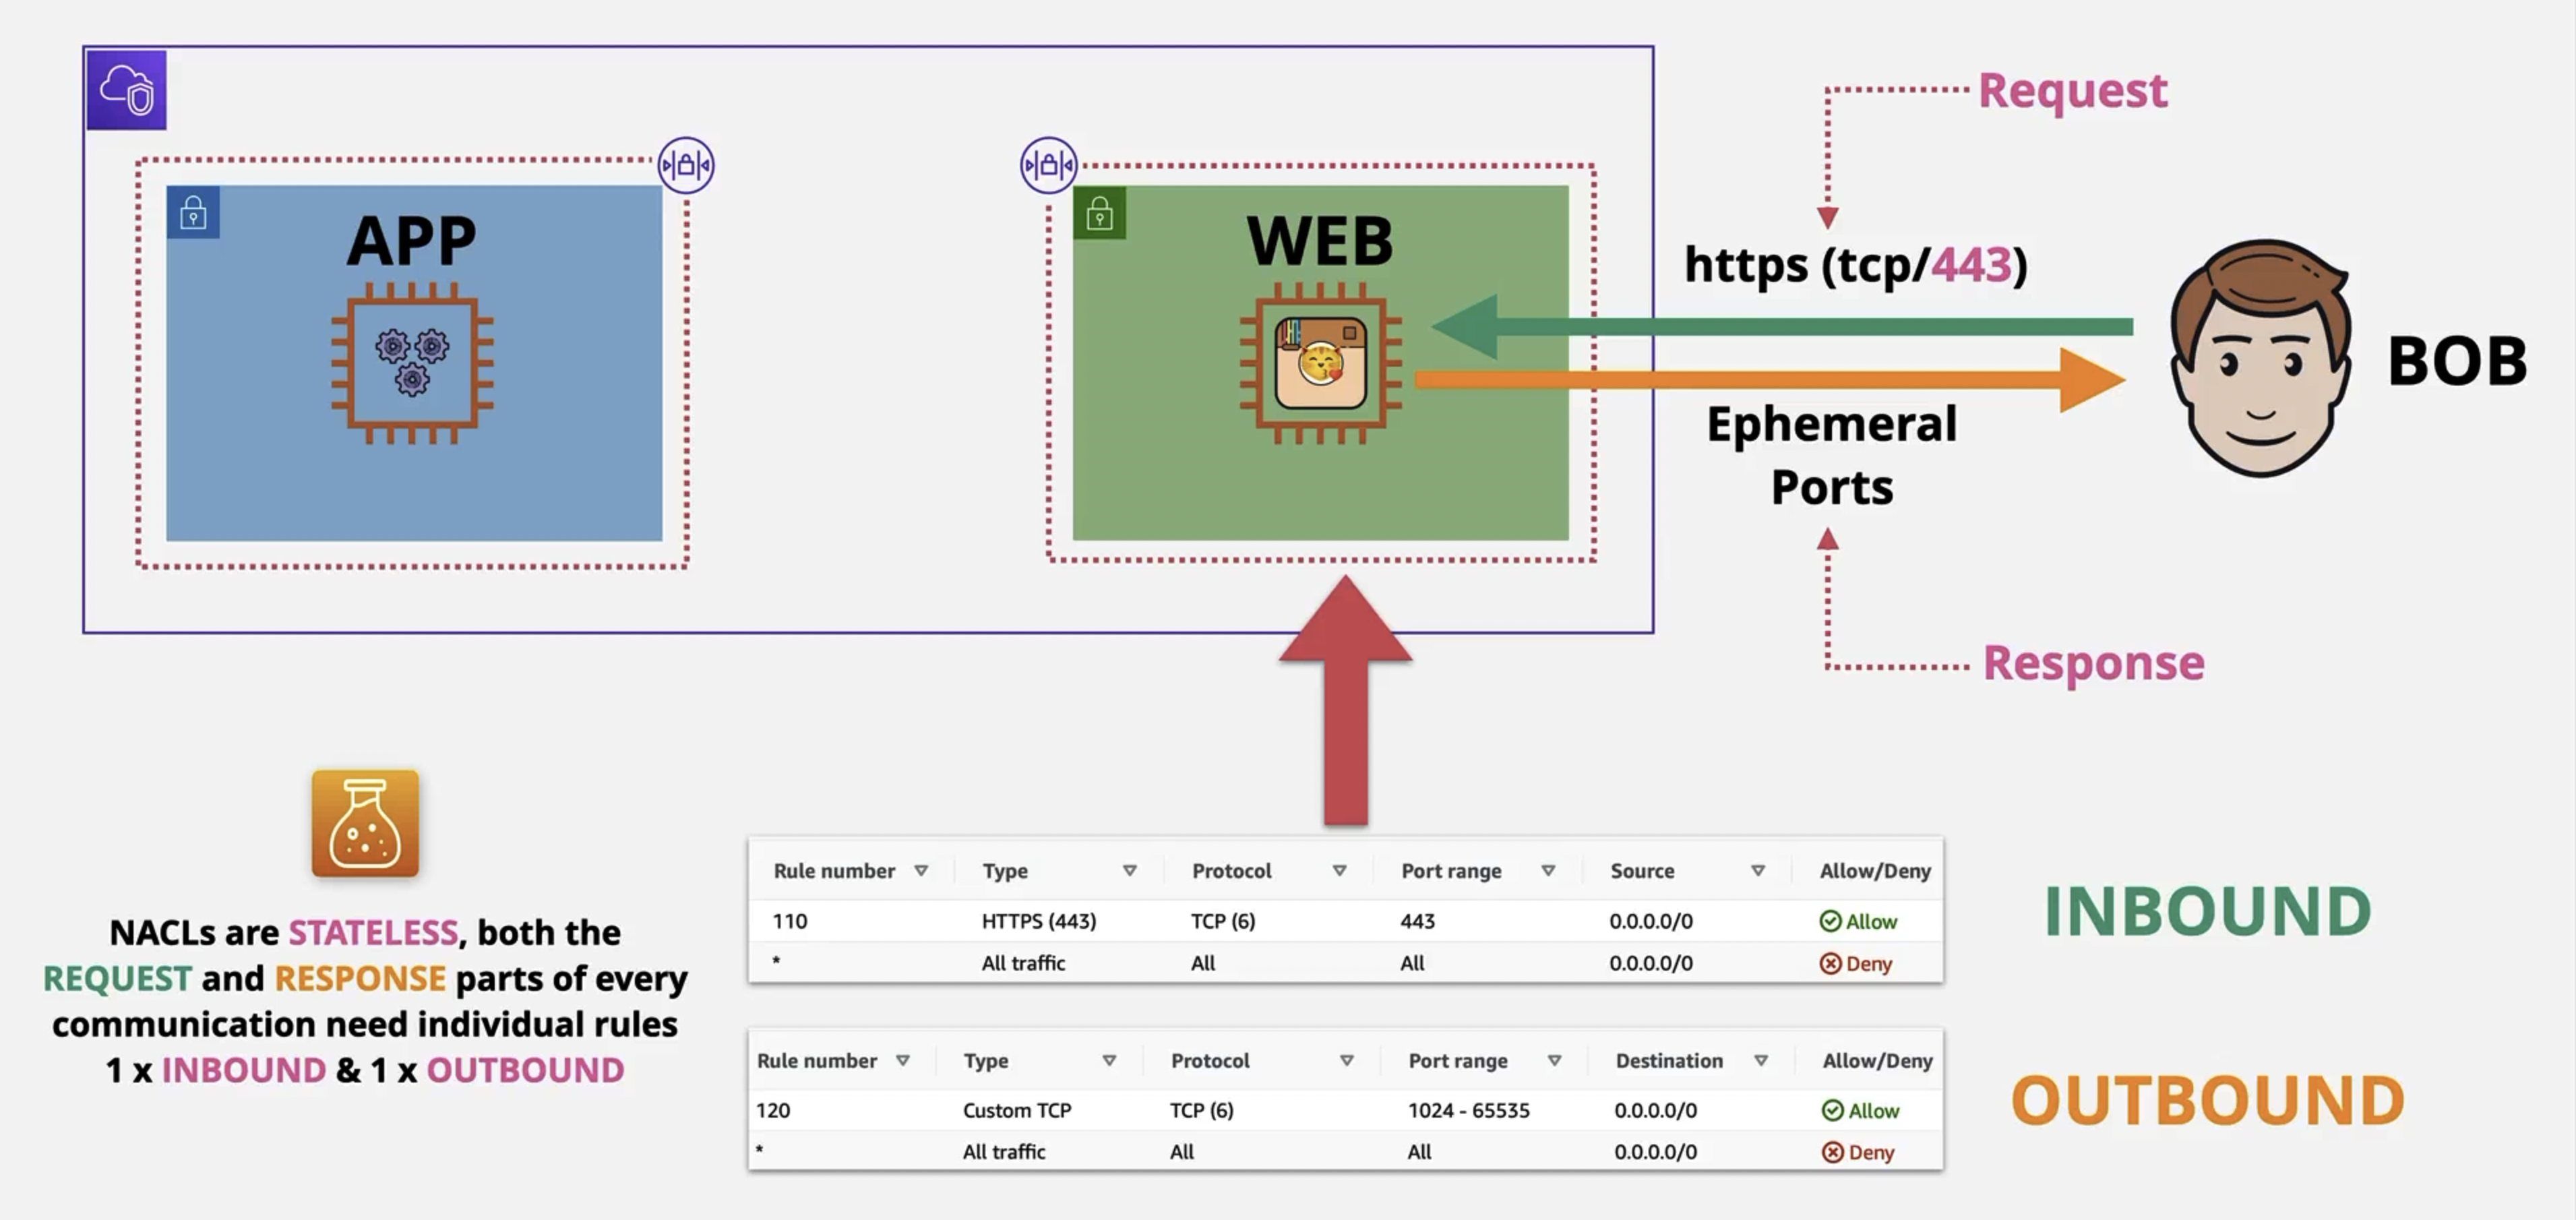 Request
APP
WEB
https (tcp/443)
BOB
Ephemeral
Ports
Response
NACLs are STATELESS, both the
REQUEST and RESPONSE parts of every
communication need individual rules
1 x INBOUND & 1 x OUTBOUND
Rule number Type Protocol Port range Source Allow/Deny
110 HTTPS (443) TCP (6) 443 0.0.0.0/0 Allow
* All traffic All All 0.0.0.0/0 Deny
INBOUND
Rule number Type Protocol Port range Destination Allow/Deny
120 Custom TCP TCP (6) 1024 - 65535 0.0.0.0/0 Allow
* All traffic All All 0.0.0.0/0 Deny
OUTBOUND